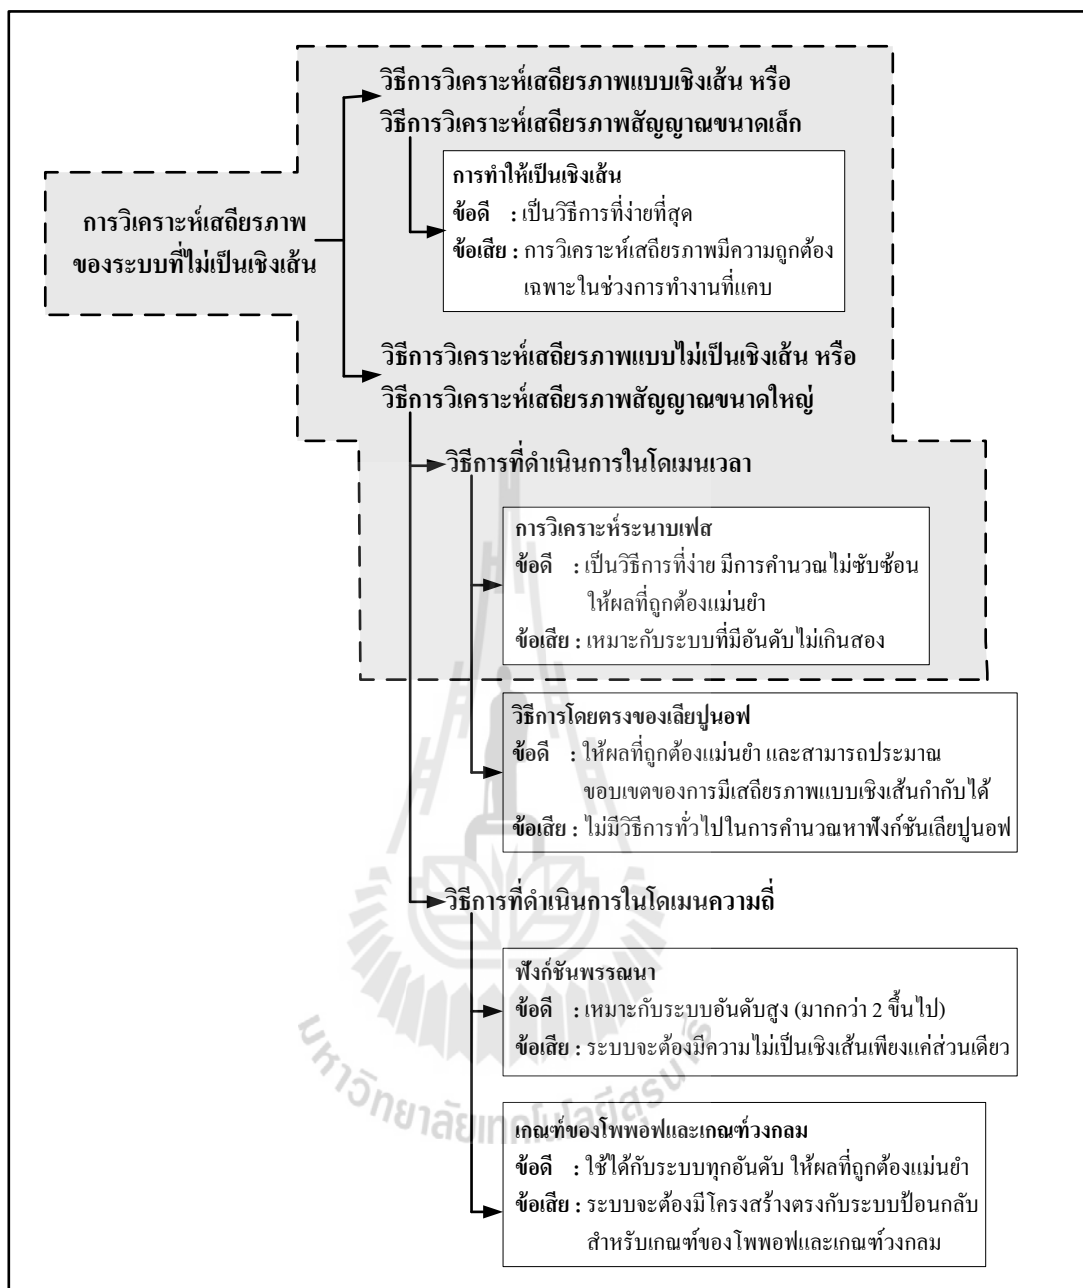 วิธีการวิเคราะห์เสถียรภาพแบบเชิงเส้น หรือ
วิธีการวิเคราะห์เสถียรภาพสัญญาณขนาดเล็ก
การทำให้เป็นเชิงเส้น
ข้อดี : เป็นวิธีการที่ง่ายที่สุด
ข้อเสีย : การวิเคราะห์เสถียรภาพมีความถูกต้อง
เฉพาะในช่วงการทำงานที่แคบ
การวิเคราะห์เสถียรภาพ
ของระบบที่ไม่เป็นเชิงเส้น
วิธีการวิเคราะห์เสถียรภาพแบบไม่เป็นเชิงเส้น หรือ
วิธีการวิเคราะห์เสถียรภาพสัญญาณขนาดใหญ่
วิธีการที่ดำเนินการในโดเมนเวลา
การวิเคราะห์ระนาบเฟส
ข้อดี : เป็นวิธีการที่ง่าย มีการคำนวณไม่ซับซ้อน
ให้ผลที่ถูกต้องแม่นยำ
ข้อเสีย : เหมาะกับระบบที่มีอันดับไม่เกินสอง
วิธีการโดยตรงของเลียปูนอฟ
ข้อดี : ให้ผลที่ถูกต้องแม่นยำ และสามารถประมาณ
ขอบเขตของการมีเสถียรภาพแบบเชิงเส้นกำกับได้
ข้อเสีย : ไม่มีวิธีการทั่วไปในการคำนวณหาฟังก์ชันเลียปูนอฟ
วิธีการที่ดำเนินการในโดเมนความถี่
ฟังก์ชันพรรณนา
ข้อดี : เหมาะกับระบบอันดับสูง (มากกว่า 2 ขึ้นไป)
ข้อเสีย : ระบบจะต้องมีความไม่เป็นเชิงเส้นเพียงแค่ส่วนเดียว
เกณฑ์ของโพพอฟและเกณฑ์วงกลม
ข้อดี : ใช้ได้กับระบบทุกอันดับ ให้ผลที่ถูกต้องแม่นยำ
ข้อเสีย : ระบบจะต้องมีโครงสร้างตรงกับระบบป้อนกลับ
สำหรับเกณฑ์ของโพพอฟและเกณฑ์วงกลม
มหาวิทยาลัยเทคโนโลยีสุรนารี